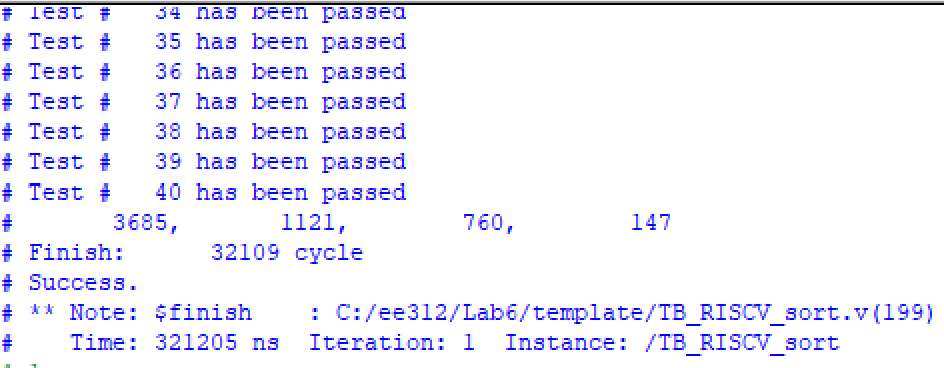 # Test #   34 has been passed
# Test #   35 has been passed
# Test #   36 has been passed
# Test #   37 has been passed
# Test #   38 has been passed
# Test #   39 has been passed
# Test #   40 has been passed
#        3685,        1121,         760,         147
# Finish:       32109 cycle
# Success.
# ** Note: $finish    : C:/ee312/Lab6/template/TB_RISCV_sort.v(199)
#    Time: 321205 ns  Iteration: 1  Instance: /TB_RISCV_sort